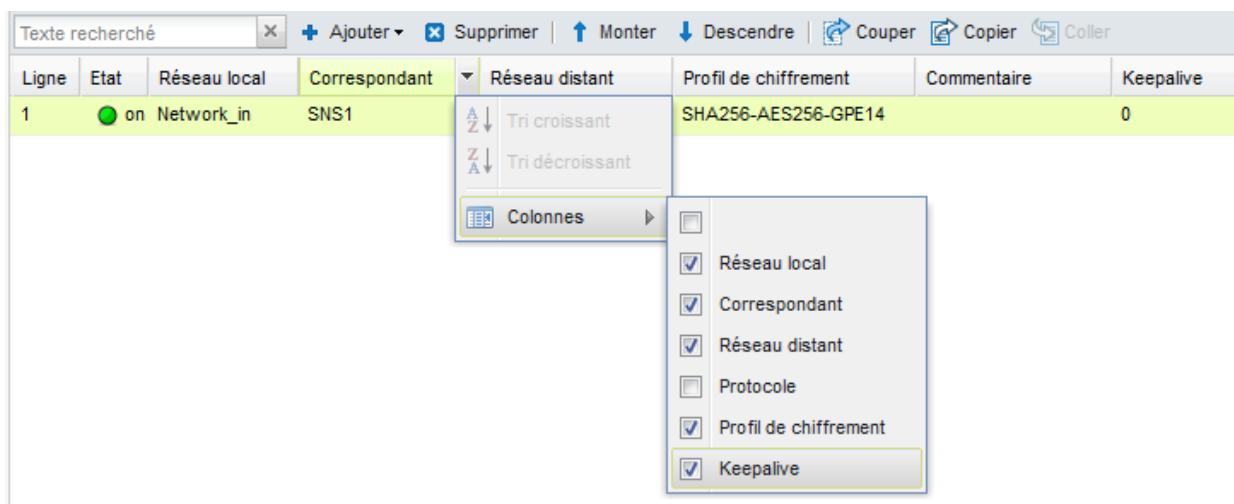 Texte recherché Ajouter Supprimer Monter Descendre Couper Copier Coller
Ligne Etat Réseau local Correspondant Réseau distant Profil de chiffrement Commentaire Keepalive
1 on Network_in SNS1 SHA256-AES256-GPE14 0
Tri croissant
Tri décroissant
Colonnes
Réseau local
Correspondant
Réseau distant
Protocole
Profil de chiffrement
Keepalive